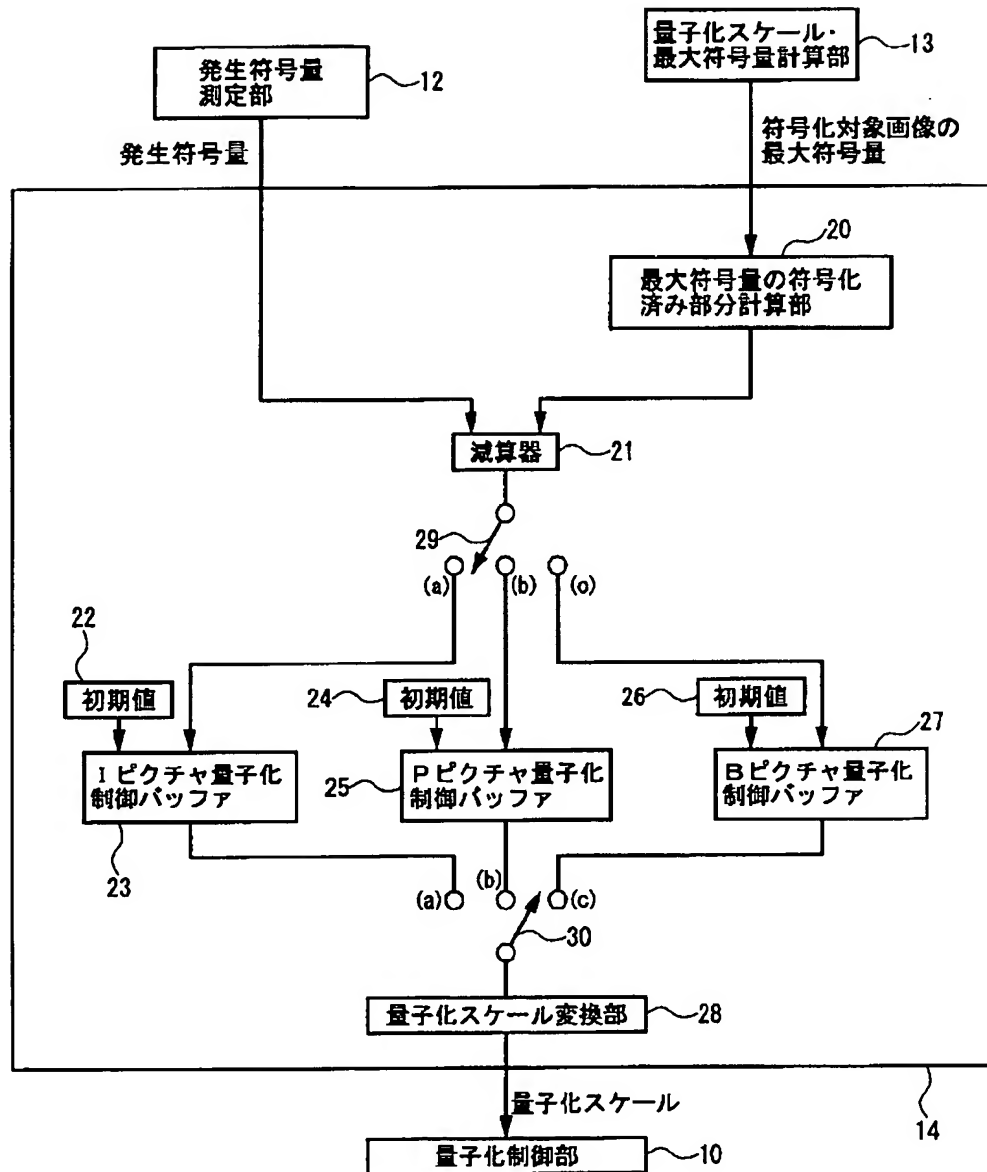 量子化スケール・
最大符号量計算部
13
発生符号量
測定部
12
発生符号量
符号化対象画像の
最大符号量
20
最大符号量の符号化
済み部分計算部
減算器
21
29
(a)
(b)
(o)
22
初期値
24
初期値
26
初期値
27
Iピクチャ量子化
制御バッファ
23
25
Pピクチャ量子化
制御バッファ
Bピクチャ量子化
制御バッファ
(a)
(b)
(c)
30
量子化スケール変換部
28
量子化スケール
14
量子化制御部
10